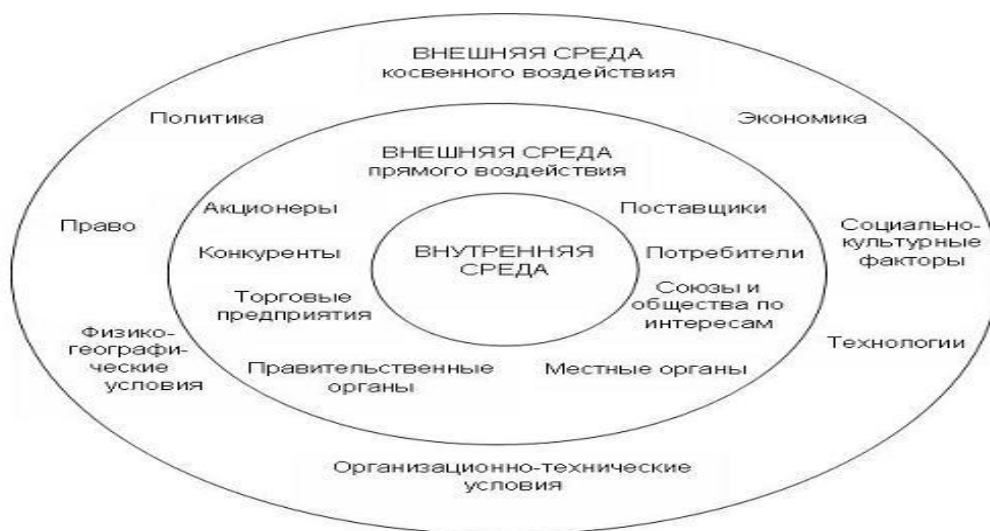 ВНЕШНЯЯ СРЕДА
косвенного воздействия
Политика
Экономика
ВНЕШНЯЯ СРЕДА
прямого воздействия
Акционеры
Поставщики
Право
Социально-
культурные
факторы
Конкуренты
ВНУТРЕННЯЯ
СРЕДА
Потребители
Торговые
предприятия
Союзы и
общества по
интересам
Физико-
географи-
ческие
условия
Технологии
Правительственные
органы
Местные органы
Организационно-технические
условия